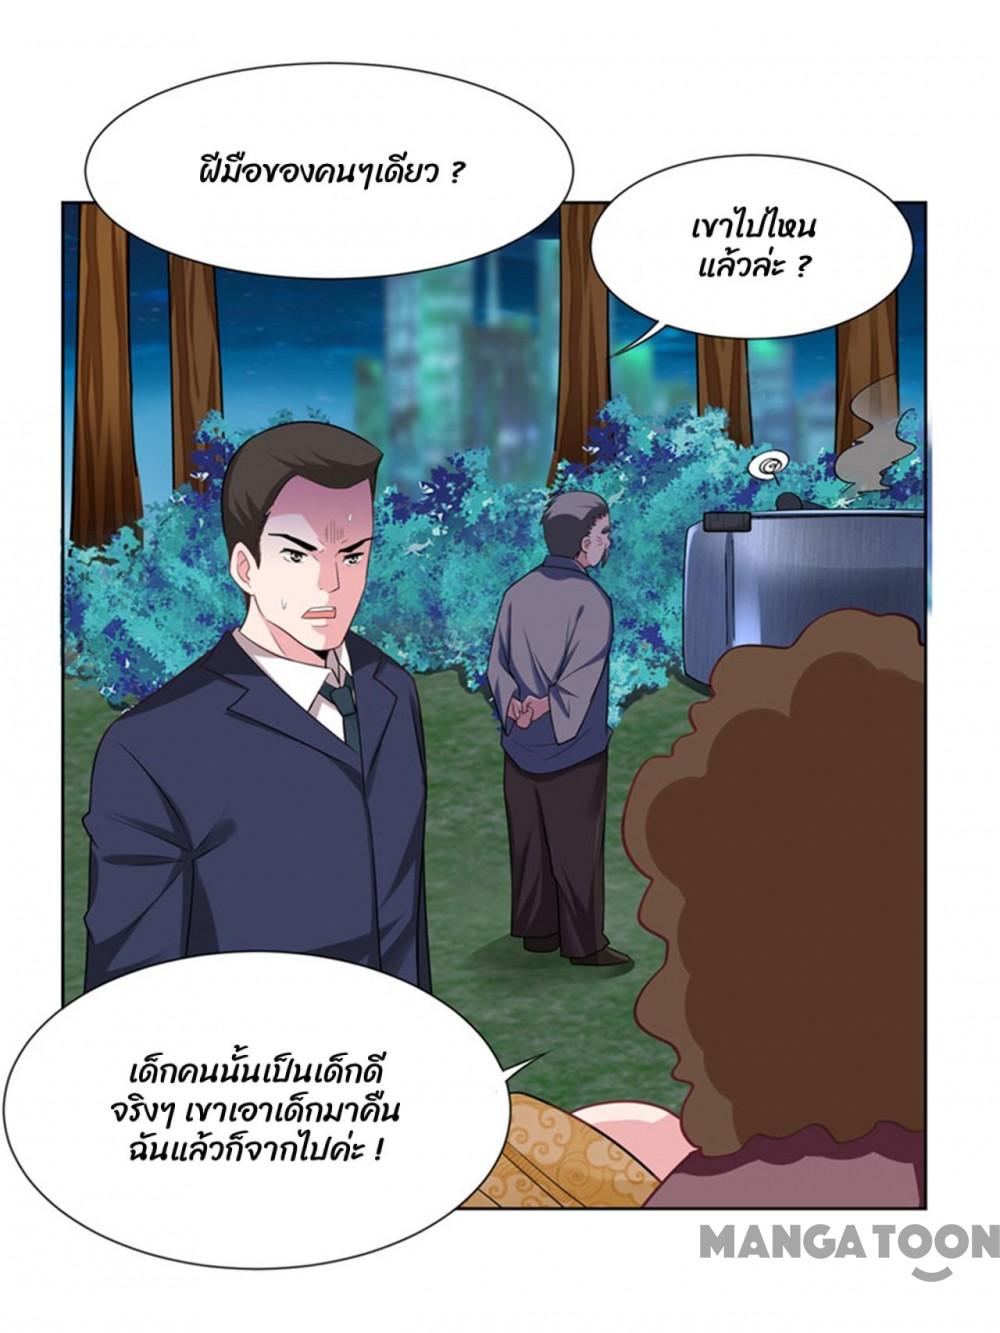 ฝีมือของคนๆเดียว ?
เขาไปไหน
แล้วล่ะ ?
เด็กคนนั้นเป็นเด็กดี
จริงๆ เขาเอาเด็กมาคืน
ฉันแล้วก็จากไปค่ะ !
MANGATOON